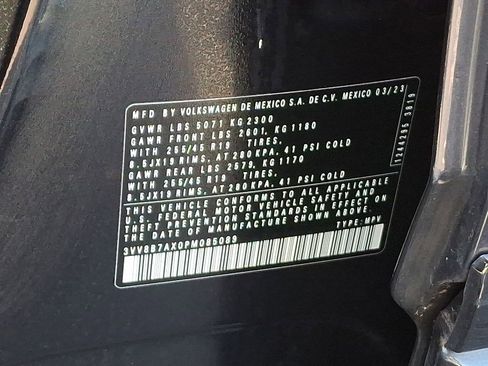 MFD BY VOLKSWAGEN DE MEXICO S.A. DE C.V. MEXICO 03/23
GVWR LBS 5071 KG 2300
GAWR FRONT LBS 2601, KG 1180
WITH 255/45 R19 TIRES,
8.5JX19 RIMS, AT 280 KPA, 41 PSI COLD
GAWR REAR LBS 2579, KG 1170
WITH 255/45 R19 TIRES,
8.5JX19 RIMS, AT 280 KPA, 41 PSI COLD
THIS VEHICLE CONFORMS TO ALL APPLICABLE
U.S. FEDERAL MOTOR VEHICLE SAFETY AND
THEFT PREVENTION STANDARDS IN EFFECT ON
THE DATE OF MANUFACTURE SHOWN ABOVE
3VV8B7AX0PM085089 TYPE: MPV
1244295 3819